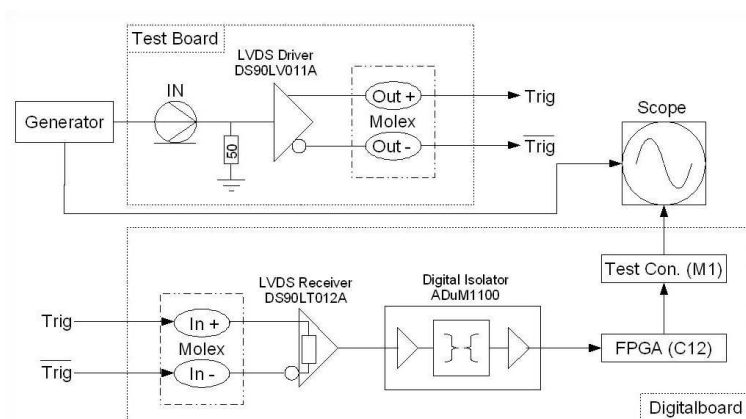 Test Board
LVDS Driver
DS90LV011A
IN
Generator
50
Out +
Molex
Out -
Trig
Trig
Scope
LVDS Receiver
DS90LT012A
Digital Isolator
ADuM1100
Test Con. (M1)
Trig
In +
Molex
Trig
In -
FPGA (C12)
Digitalboard